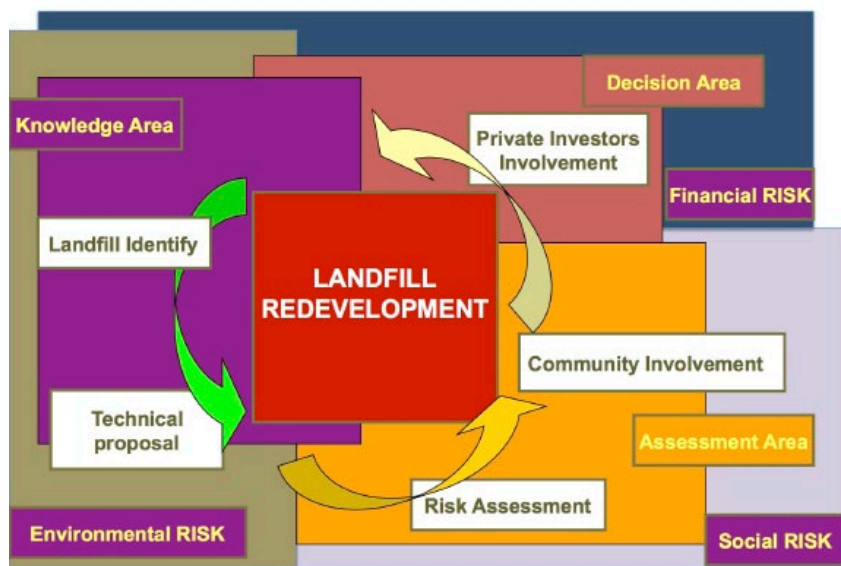 Decision Area
Knowledge Area
Private Investors
Involvement
Financial RISK
Landfill Identify
LANDFILL
REDEVELOPMENT
Community Involvement
Technical
proposal
Assessment Area
Risk Assessment
Environmental RISK
Social RISK